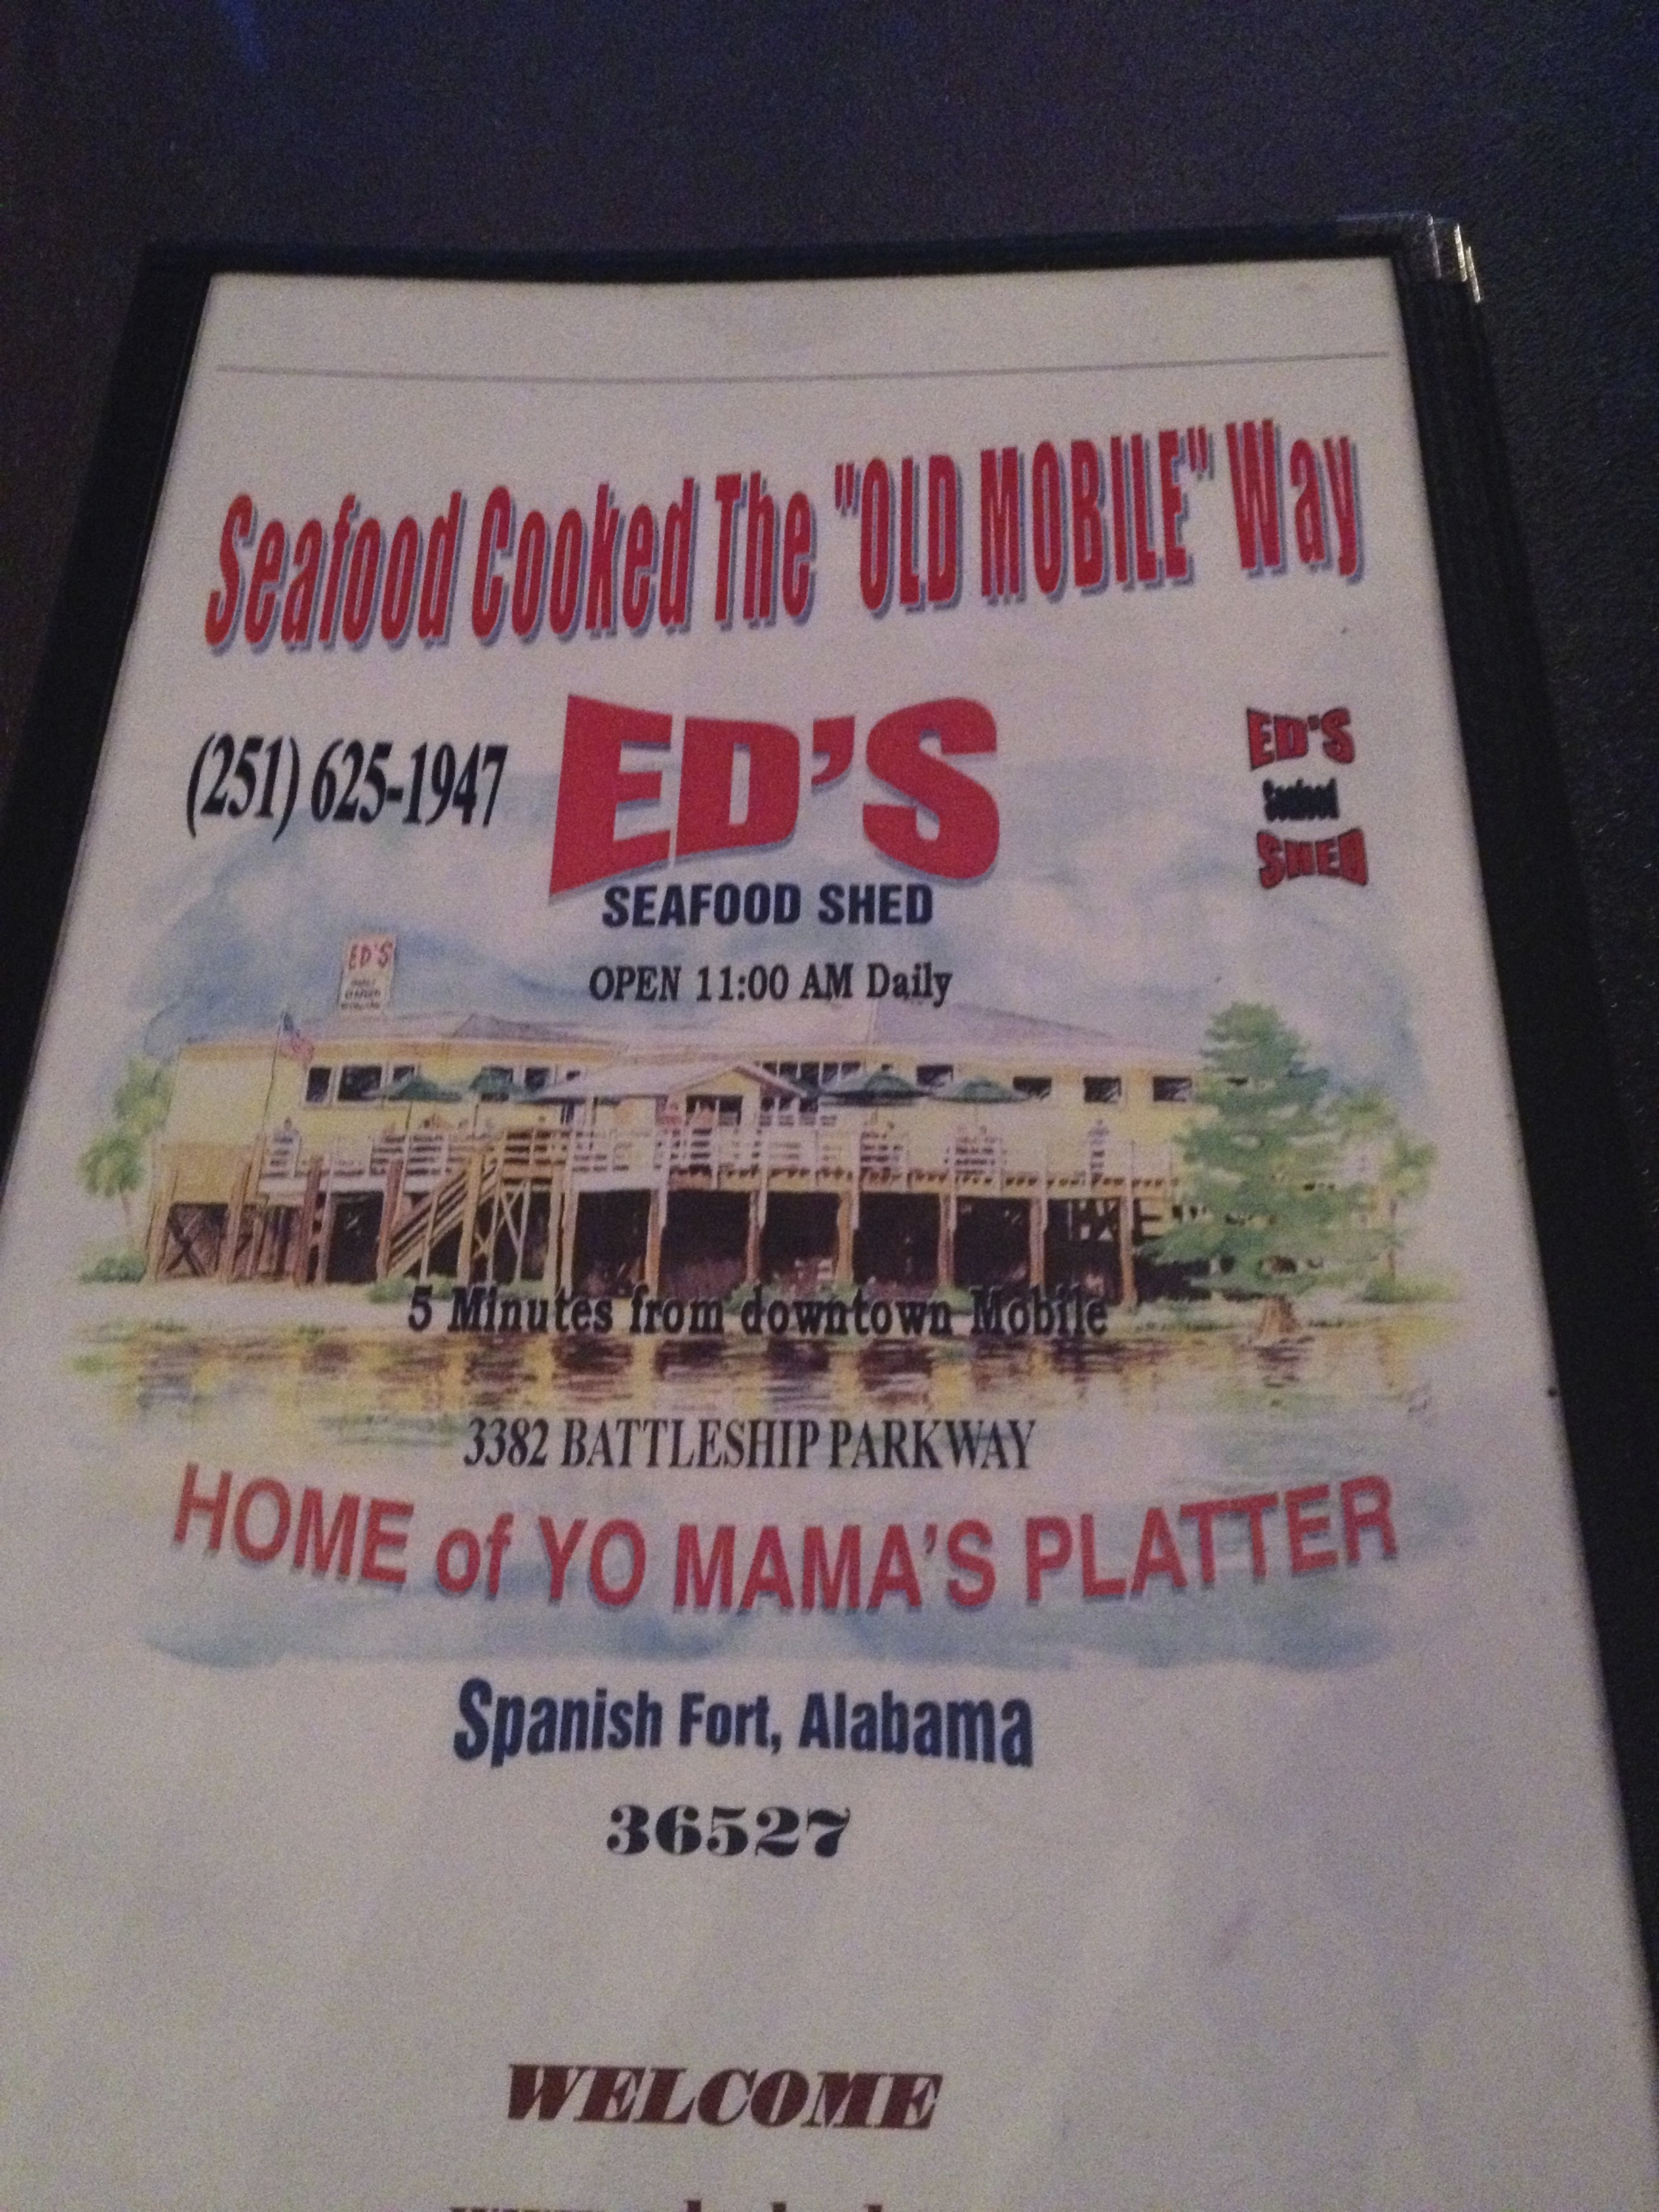 Seafood Cooked The "OLD MOBILE" Way
(251) 625-1947
ED'S
SEAFOOD SHED
ED'S
Seafood
SHED
OPEN 11:00 AM Daily
ED'S
5 Minutes from downtown Mobile
3382 BATTLESHIP PARKWAY
HOME of YO MAMA'S PLATTER
Spanish Fort, Alabama
36527
WELCOME